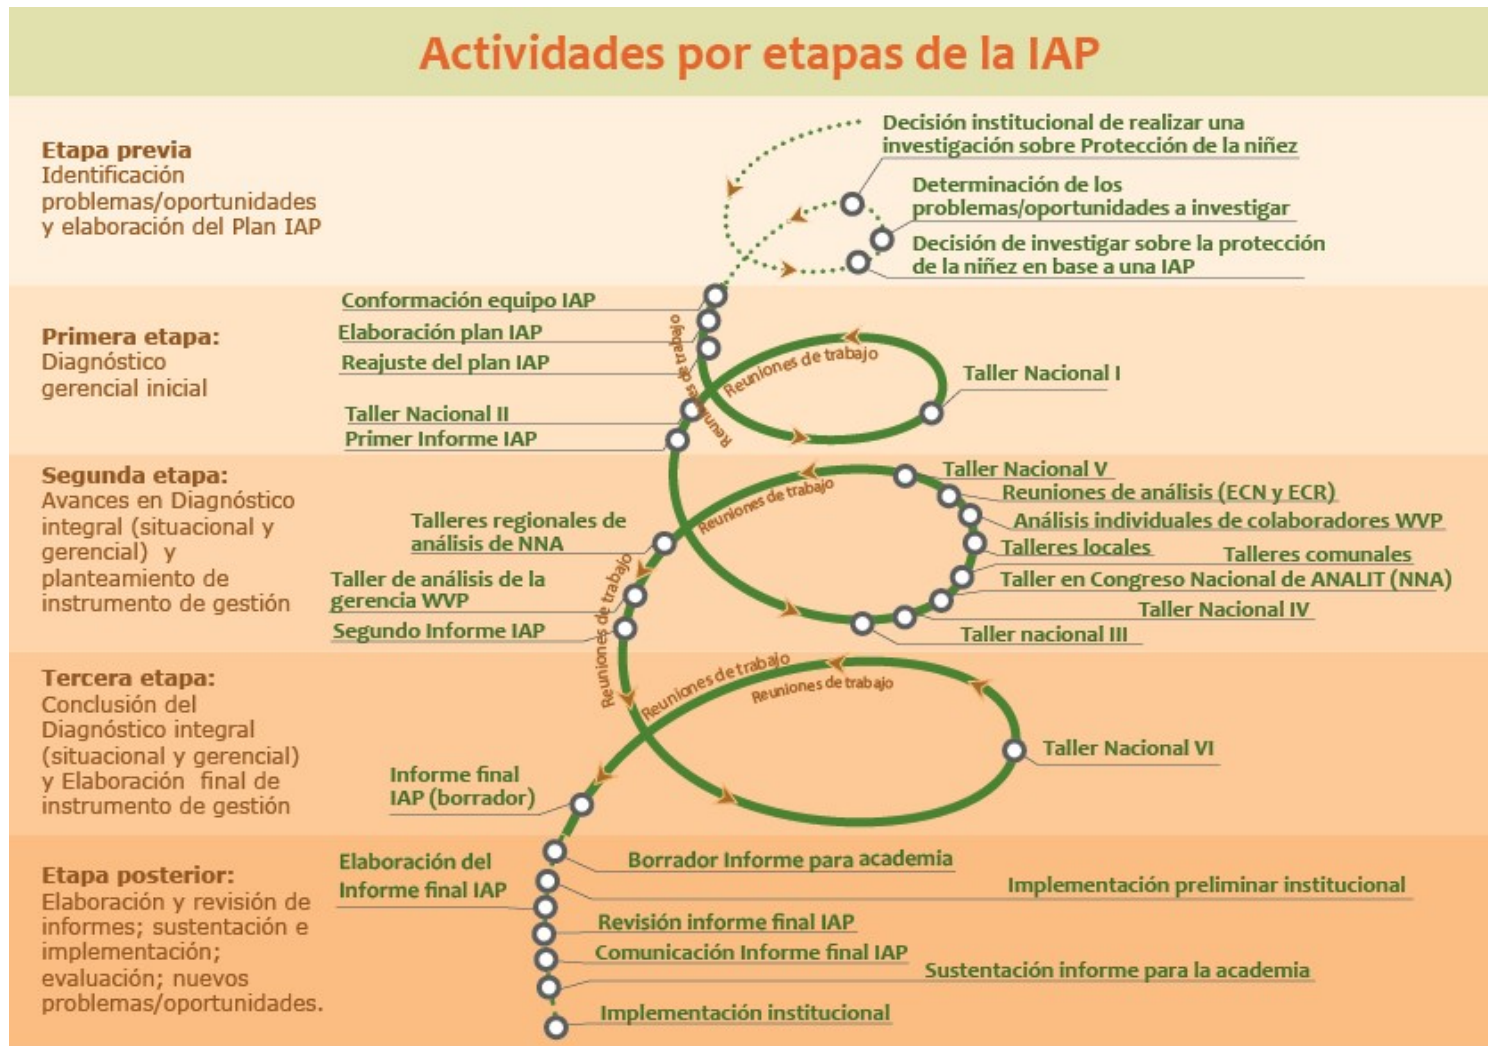 Actividades por etapas de la IAP
Etapa previa
Identificación
problemas/oportunidades
y elaboración del Plan IAP
Decisión institucional de realizar una
investigación sobre Protección de la niñez
Determinación de los
problemas/oportunidades a investigar
Decisión de investigar sobre la protección
de la niñez en base a una IAP
Primera etapa:
Diagnóstico
gerencial inicial
Conformación equipo IAP
Elaboración plan IAP
Reajuste del plan IAP
Reuniones de trabajo
Reuniones de trabajo
Taller Nacional I
Taller Nacional II
Primer Informe IAP
Segunda etapa:
Avances en Diagnóstico
integral (situacional y
gerencial) y
planteamiento de
instrumento de gestión
Taller Nacional V
Reuniones de análisis (ECN y ECR)
Análisis individuales de colaboradores WVP
Talleres locales
Talleres comunales
Taller en Congreso Nacional de ANALIT (NNA)
Taller Nacional IV
Taller nacional III
Reuniones de trabajo
Talleres regionales de
análisis de NNA
Taller de análisis de la
gerencia WVP
Segundo Informe IAP
Reuniones de trabajo
Tercera etapa:
Conclusión del
Diagnóstico integral
(situacional y gerencial)
y Elaboración final de
instrumento de gestión
Reuniones de trabajo
Reuniones de trabajo
Taller Nacional VI
Informe final
IAP (borrador)
Etapa posterior:
Elaboración y revisión de
informes; sustentación e
implementación;
evaluación; nuevos
problemas/oportunidades.
Elaboración del
Informe final IAP
Borrador Informe para academia
Implementación preliminar institucional
Revisión informe final IAP
Comunicación Informe final IAP
Sustentación informe para la academia
Implementación institucional